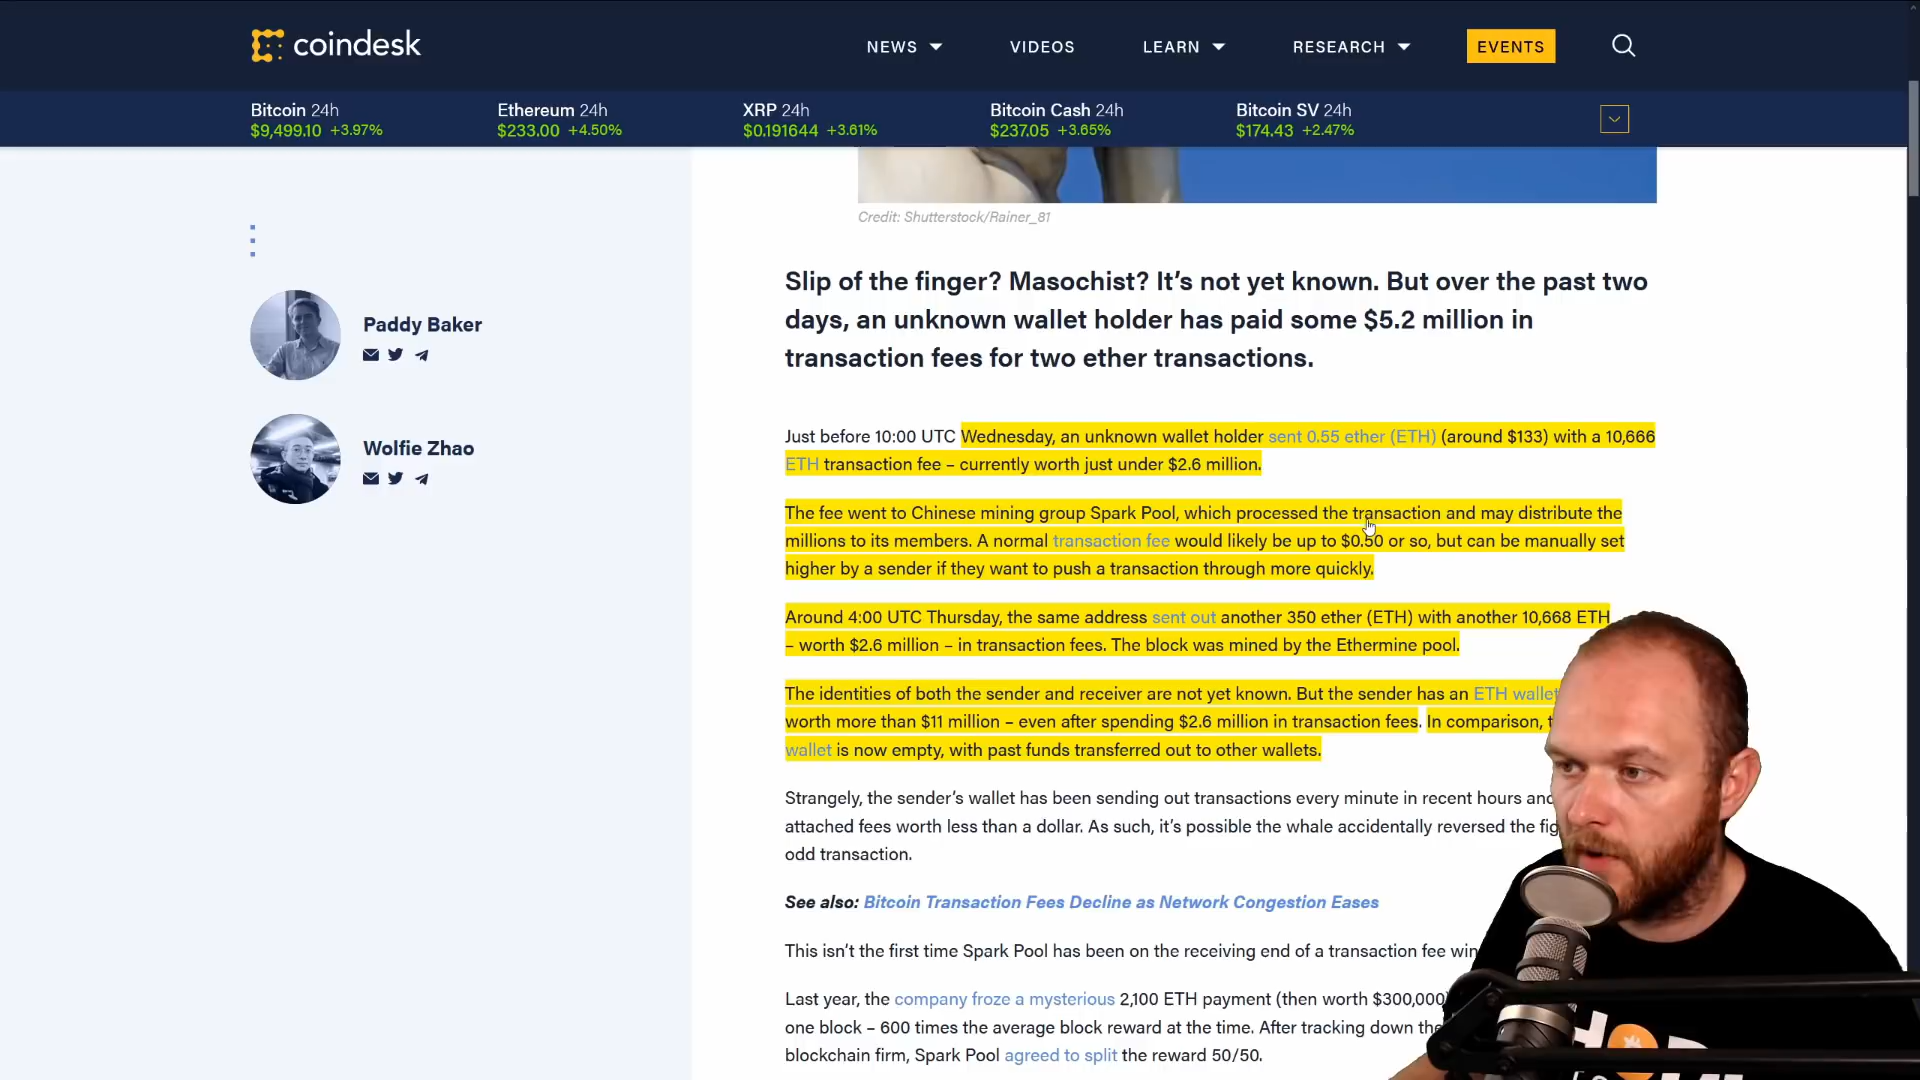 coindesk
NEWS VIDEOS LEARN RESEARCH EVENTS
Bitcoin 24h Ethereum 24h XRP 24h Bitcoin Cash 24h Bitcoin SV 24h
$9,499.10 +3.97% $233.00 +4.50% $0.191644 +3.61% $237.05 +3.65% $174.43 +2.47%
Credit: Shutterstock/Rainer_81
Paddy Baker
Wolfie Zhao
Slip of the finger? Masochist? It's not yet known. But over the past two
days, an unknown wallet holder has paid some $5.2 million in
transaction fees for two ether transactions.
Just before 10:00 UTC Wednesday, an unknown wallet holder sent 0.55 ether (ETH) (around $133) with a 10,666
ETH transaction fee – currently worth just under $2.6 million.
The fee went to Chinese mining group Spark Pool, which processed the transaction and may distribute the
millions to its members. A normal transaction fee would likely be up to $0.50 or so, but can be manually set
higher by a sender if they want to push a transaction through more quickly.
Around 4:00 UTC Thursday, the same address sent out another 350 ether (ETH) with another 10,668 ETH
– worth $2.6 million – in transaction fees. The block was mined by the Ethermine pool.
The identities of both the sender and receiver are not yet known. But the sender has an ETH wallet
worth more than $11 million – even after spending $2.6 million in transaction fees. In comparison,
wallet is now empty, with past funds transferred out to other wallets.
Strangely, the sender's wallet has been sending out transactions every minute in recent hours and
attached fees worth less than a dollar. As such, it's possible the whale accidentally reversed the
odd transaction.
See also: Bitcoin Transaction Fees Decline as Network Congestion Eases
This isn't the first time Spark Pool has been on the receiving end of a transaction fee
Last year, the company froze a mysterious 2,100 ETH payment (then worth $300,000)
one block – 600 times the average block reward at the time. After tracking down the
blockchain firm, Spark Pool agreed to split the reward 50/50.